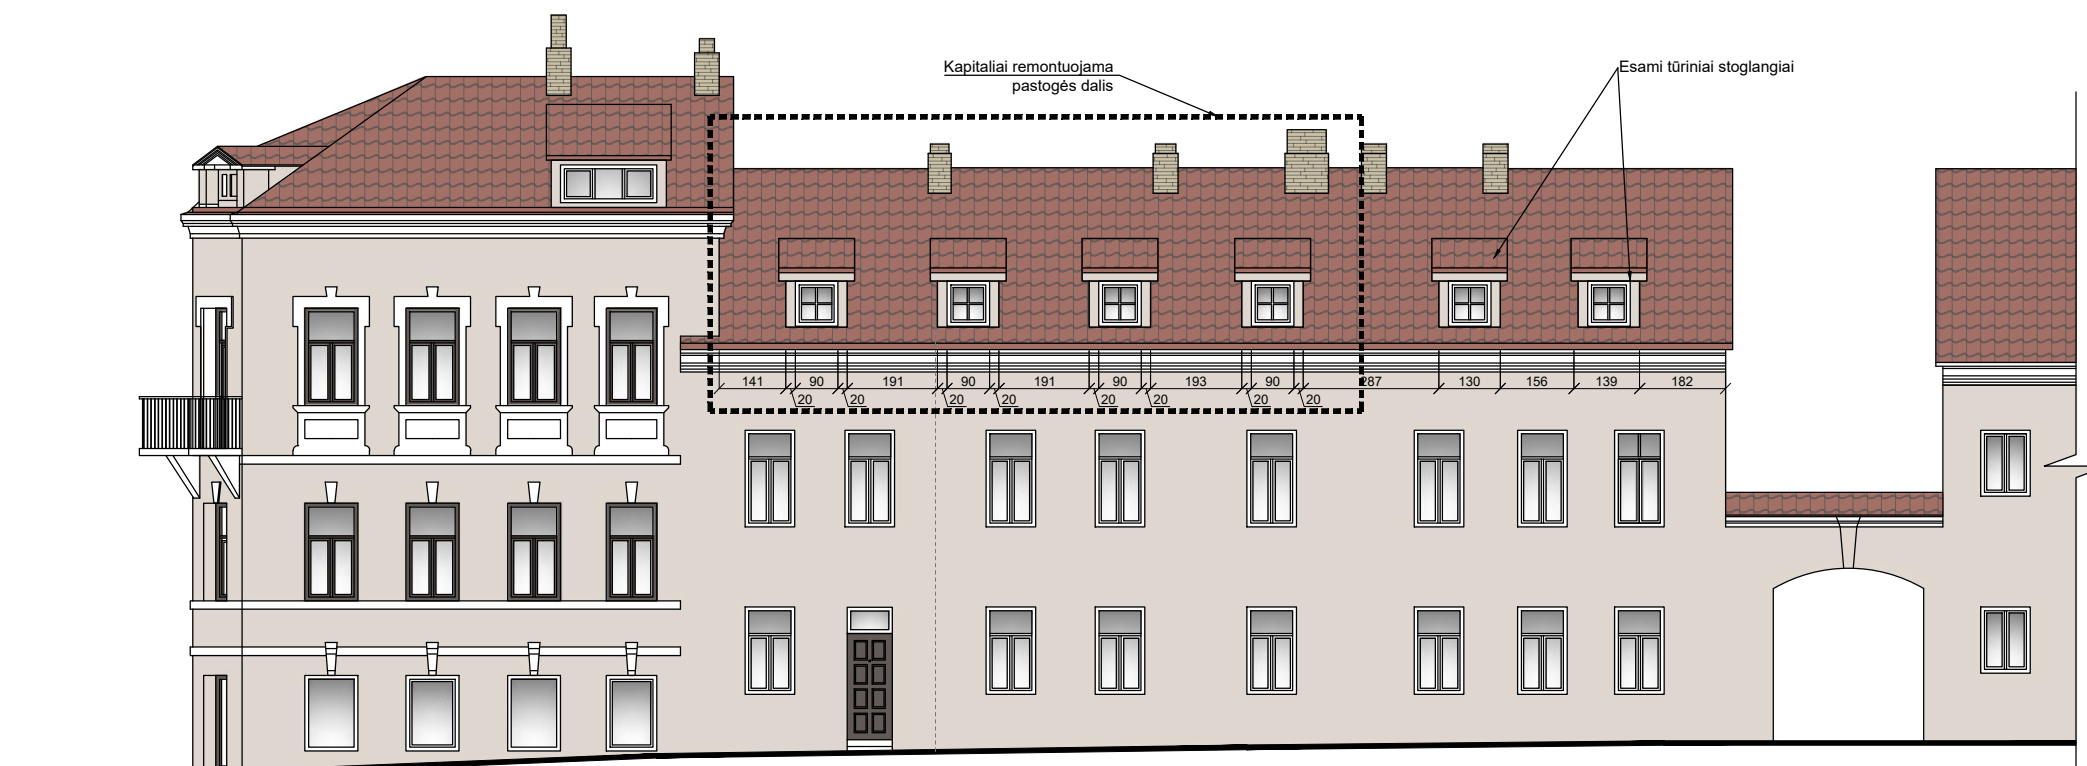 Kapitaliai remontuojama
pastogės dalis
Esami tūriniai stoglangiai
141 90 191 90 191 90 193 90 287 130 156 139 182
20 20 20 20 20 20 20 20